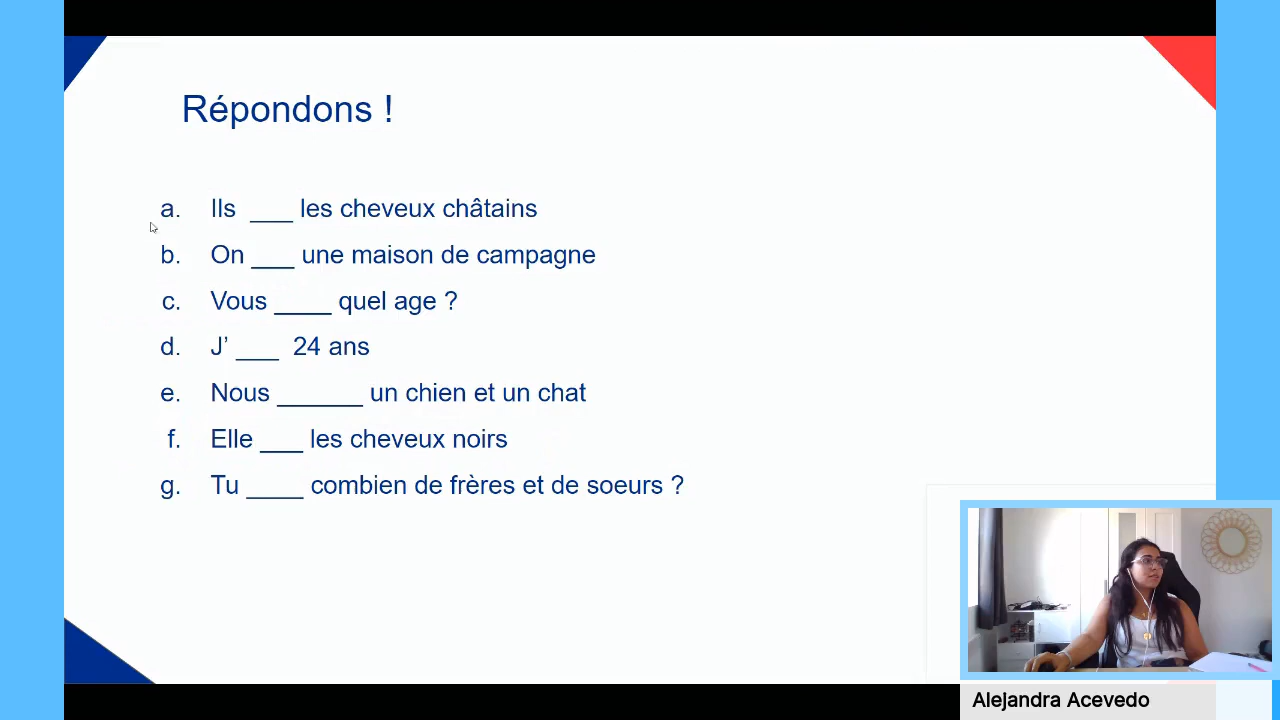 Répondons !
a. Ils ___ les cheveux châtains
b. On ___ une maison de campagne
c. Vous ____ quel age ?
d. J’ ___ 24 ans
e. Nous ______ un chien et un chat
f. Elle ___ les cheveux noirs
g. Tu ____ combien de frères et de soeurs ?
Alejandra Acevedo